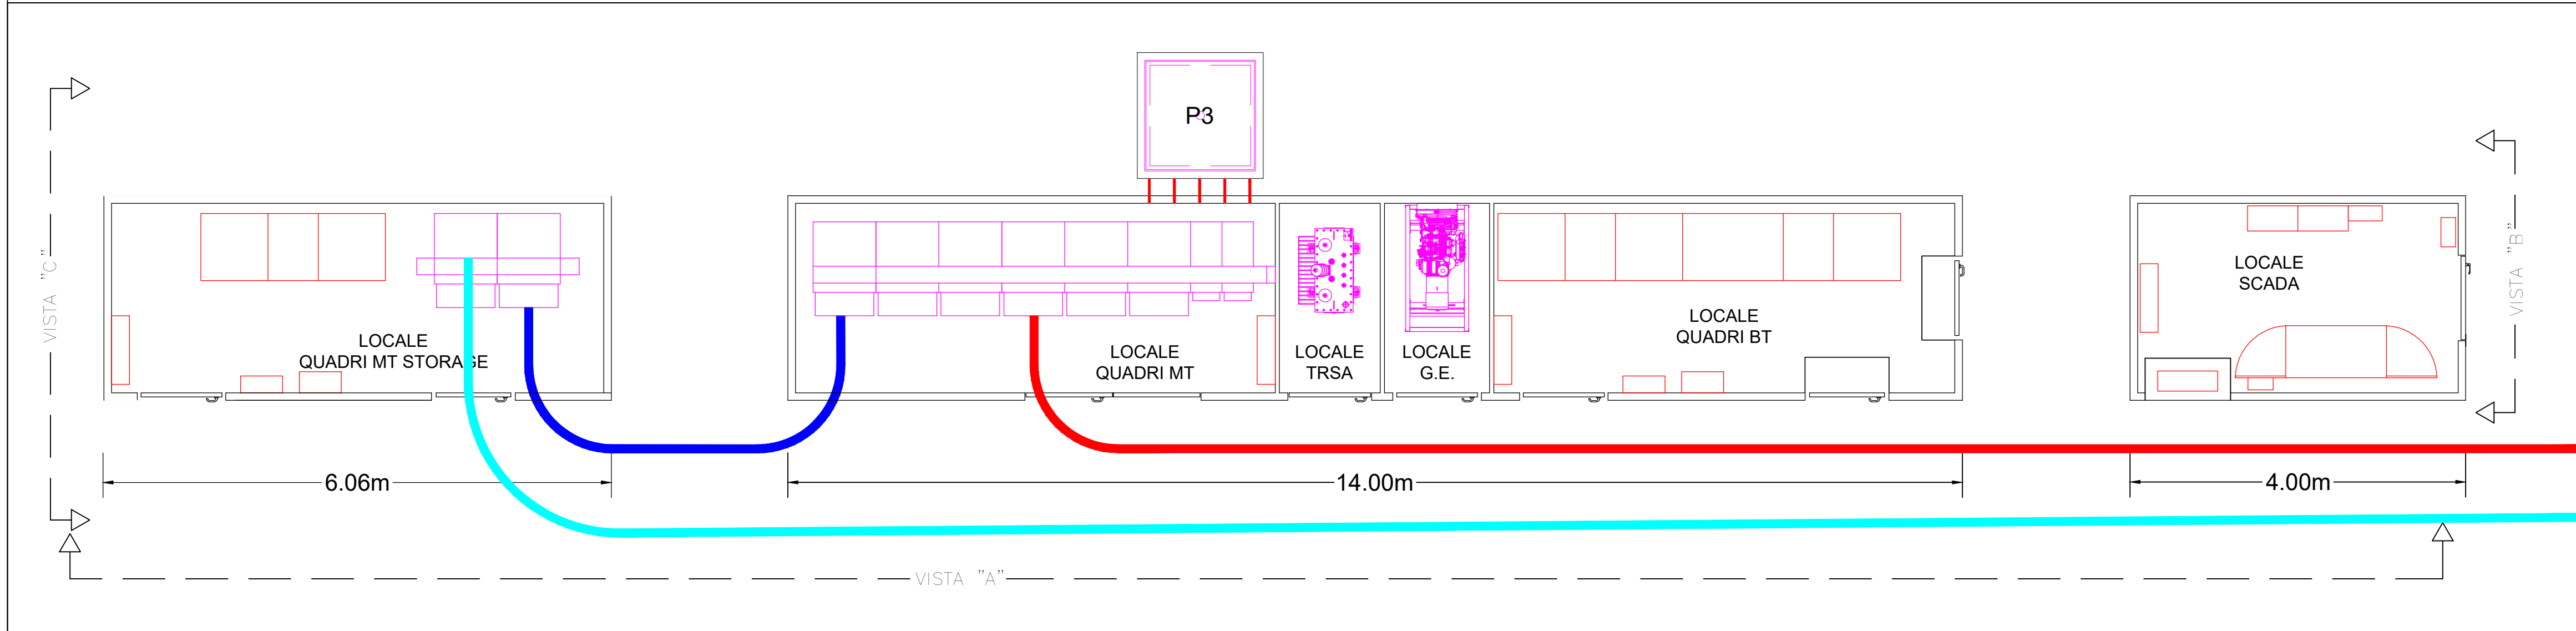 P3
VISTA "C"
VISTA "B"
LOCALE
QUADRI MT STORAGE
LOCALE
QUADRI MT
LOCALE
TRSA
LOCALE
G.E.
LOCALE
QUADRI BT
LOCALE
SCADA
6.06m
14.00m
4.00m
VISTA "A"